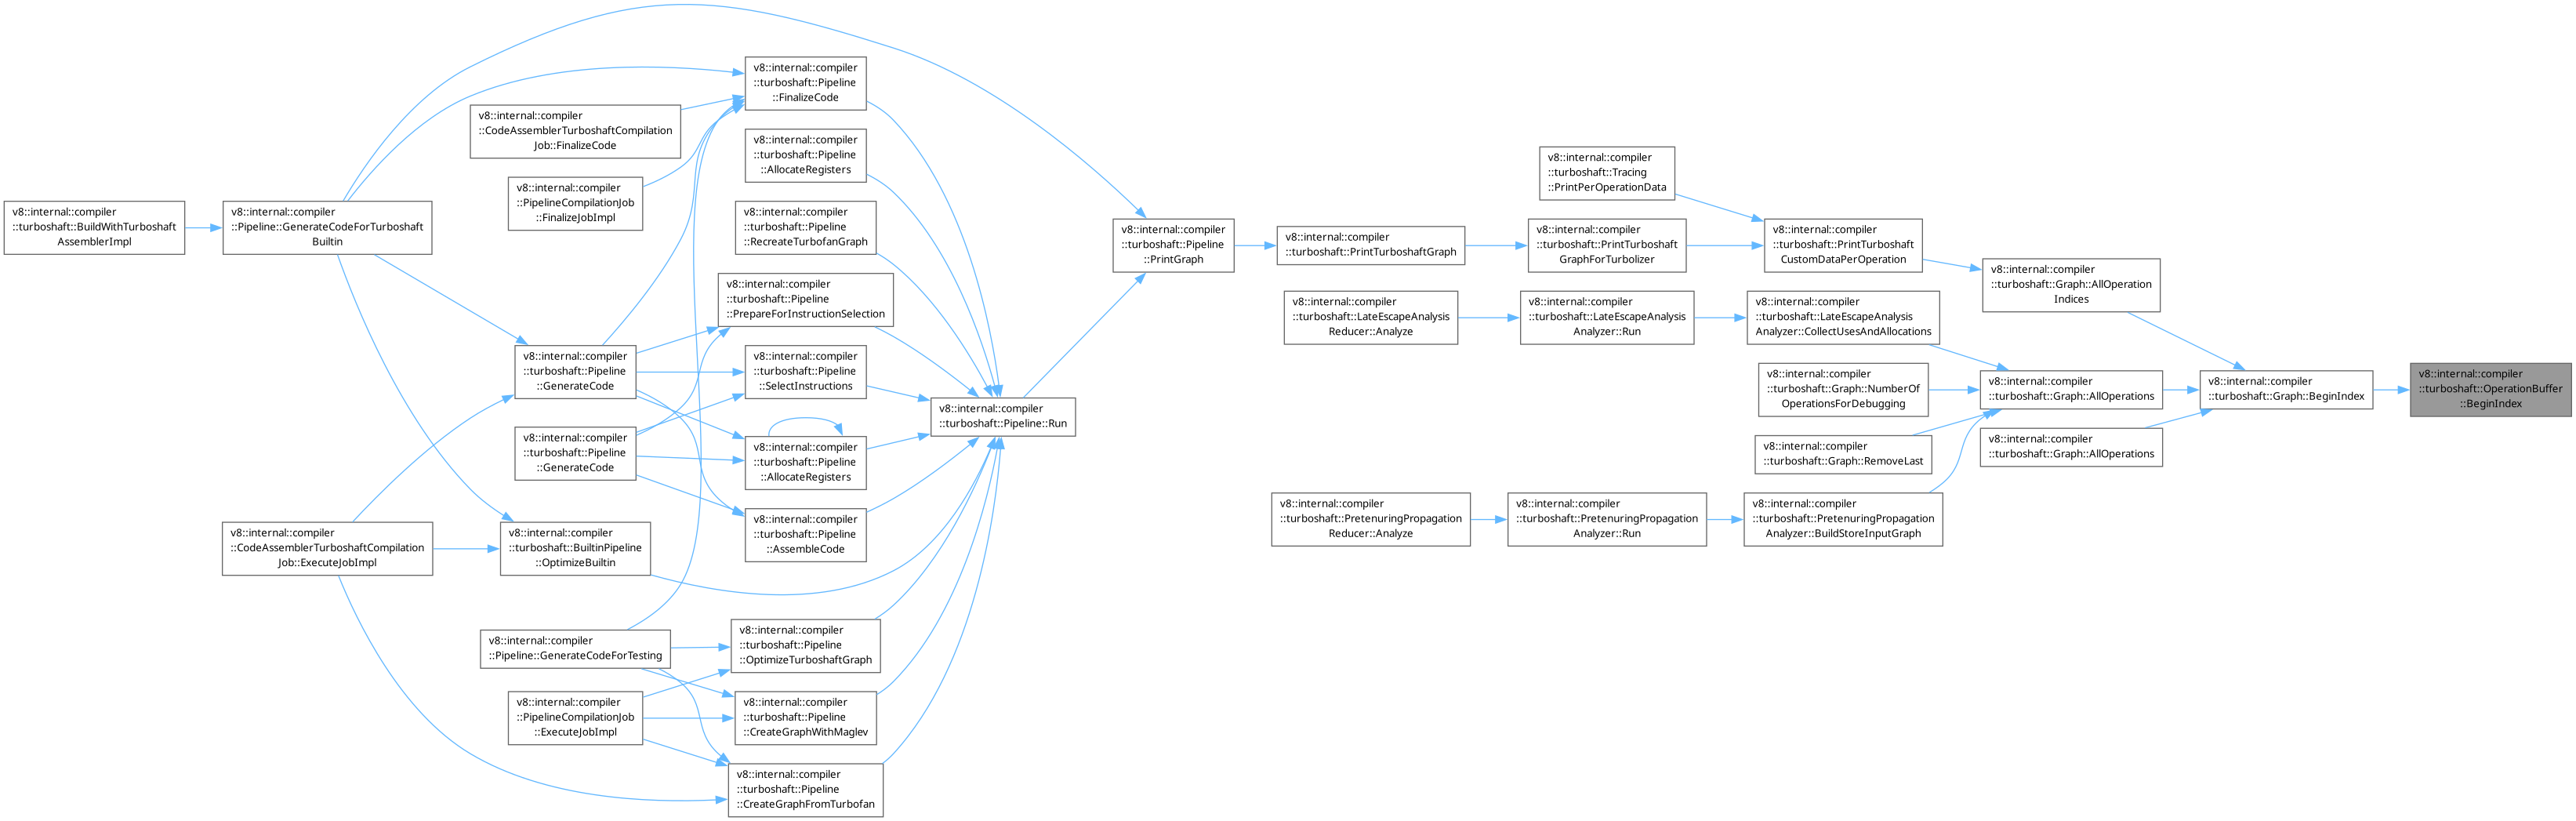 v8::internal::compiler
::turboshaft::BuildWithTurboshaft
AssemblerImpl
v8::internal::compiler
::Pipeline::GenerateCodeForTurboshaft
Builtin
v8::internal::compiler
::CodeAssemblerTurboshaftCompilation
Job::ExecuteJobImpl
v8::internal::compiler
::CodeAssemblerTurboshaftCompilation
Job::FinalizeCode
v8::internal::compiler
::PipelineCompilationJob
::FinalizeJobImpl
v8::internal::compiler
::turboshaft::Pipeline
::GenerateCode
v8::internal::compiler
::turboshaft::Pipeline
::GenerateCode
v8::internal::compiler
::turboshaft::BuiltinPipeline
::OptimizeBuiltin
v8::internal::compiler
::Pipeline::GenerateCodeForTesting
v8::internal::compiler
::PipelineCompilationJob
::ExecuteJobImpl
v8::internal::compiler
::turboshaft::Pipeline
::FinalizeCode
v8::internal::compiler
::turboshaft::Pipeline
::AllocateRegisters
v8::internal::compiler
::turboshaft::Pipeline
::RecreateTurbofanGraph
v8::internal::compiler
::turboshaft::Pipeline
::PrepareForInstructionSelection
v8::internal::compiler
::turboshaft::Pipeline
::SelectInstructions
v8::internal::compiler
::turboshaft::Pipeline
::AllocateRegisters
v8::internal::compiler
::turboshaft::Pipeline
::AssembleCode
v8::internal::compiler
::turboshaft::Pipeline
::OptimizeTurboshaftGraph
v8::internal::compiler
::turboshaft::Pipeline
::CreateGraphWithMaglev
v8::internal::compiler
::turboshaft::Pipeline
::CreateGraphFromTurbofan
v8::internal::compiler
::turboshaft::Pipeline::Run
v8::internal::compiler
::turboshaft::Pipeline
::PrintGraph
v8::internal::compiler
::turboshaft::PrintTurboshaftGraph
v8::internal::compiler
::turboshaft::LateEscapeAnalysis
Reducer::Analyze
v8::internal::compiler
::turboshaft::PretenuringPropagation
Reducer::Analyze
v8::internal::compiler
::turboshaft::Tracing
::PrintPerOperationData
v8::internal::compiler
::turboshaft::PrintTurboshaft
GraphForTurbolizer
v8::internal::compiler
::turboshaft::LateEscapeAnalysis
Analyzer::Run
v8::internal::compiler
::turboshaft::PretenuringPropagation
Analyzer::Run
v8::internal::compiler
::turboshaft::PrintTurboshaft
CustomDataPerOperation
v8::internal::compiler
::turboshaft::LateEscapeAnalysis
Analyzer::CollectUsesAndAllocations
v8::internal::compiler
::turboshaft::Graph::NumberOf
OperationsForDebugging
v8::internal::compiler
::turboshaft::Graph::RemoveLast
v8::internal::compiler
::turboshaft::PretenuringPropagation
Analyzer::BuildStoreInputGraph
v8::internal::compiler
::turboshaft::Graph::AllOperation
Indices
v8::internal::compiler
::turboshaft::Graph::AllOperations
v8::internal::compiler
::turboshaft::Graph::AllOperations
v8::internal::compiler
::turboshaft::Graph::BeginIndex
v8::internal::compiler
::turboshaft::OperationBuffer
::BeginIndex